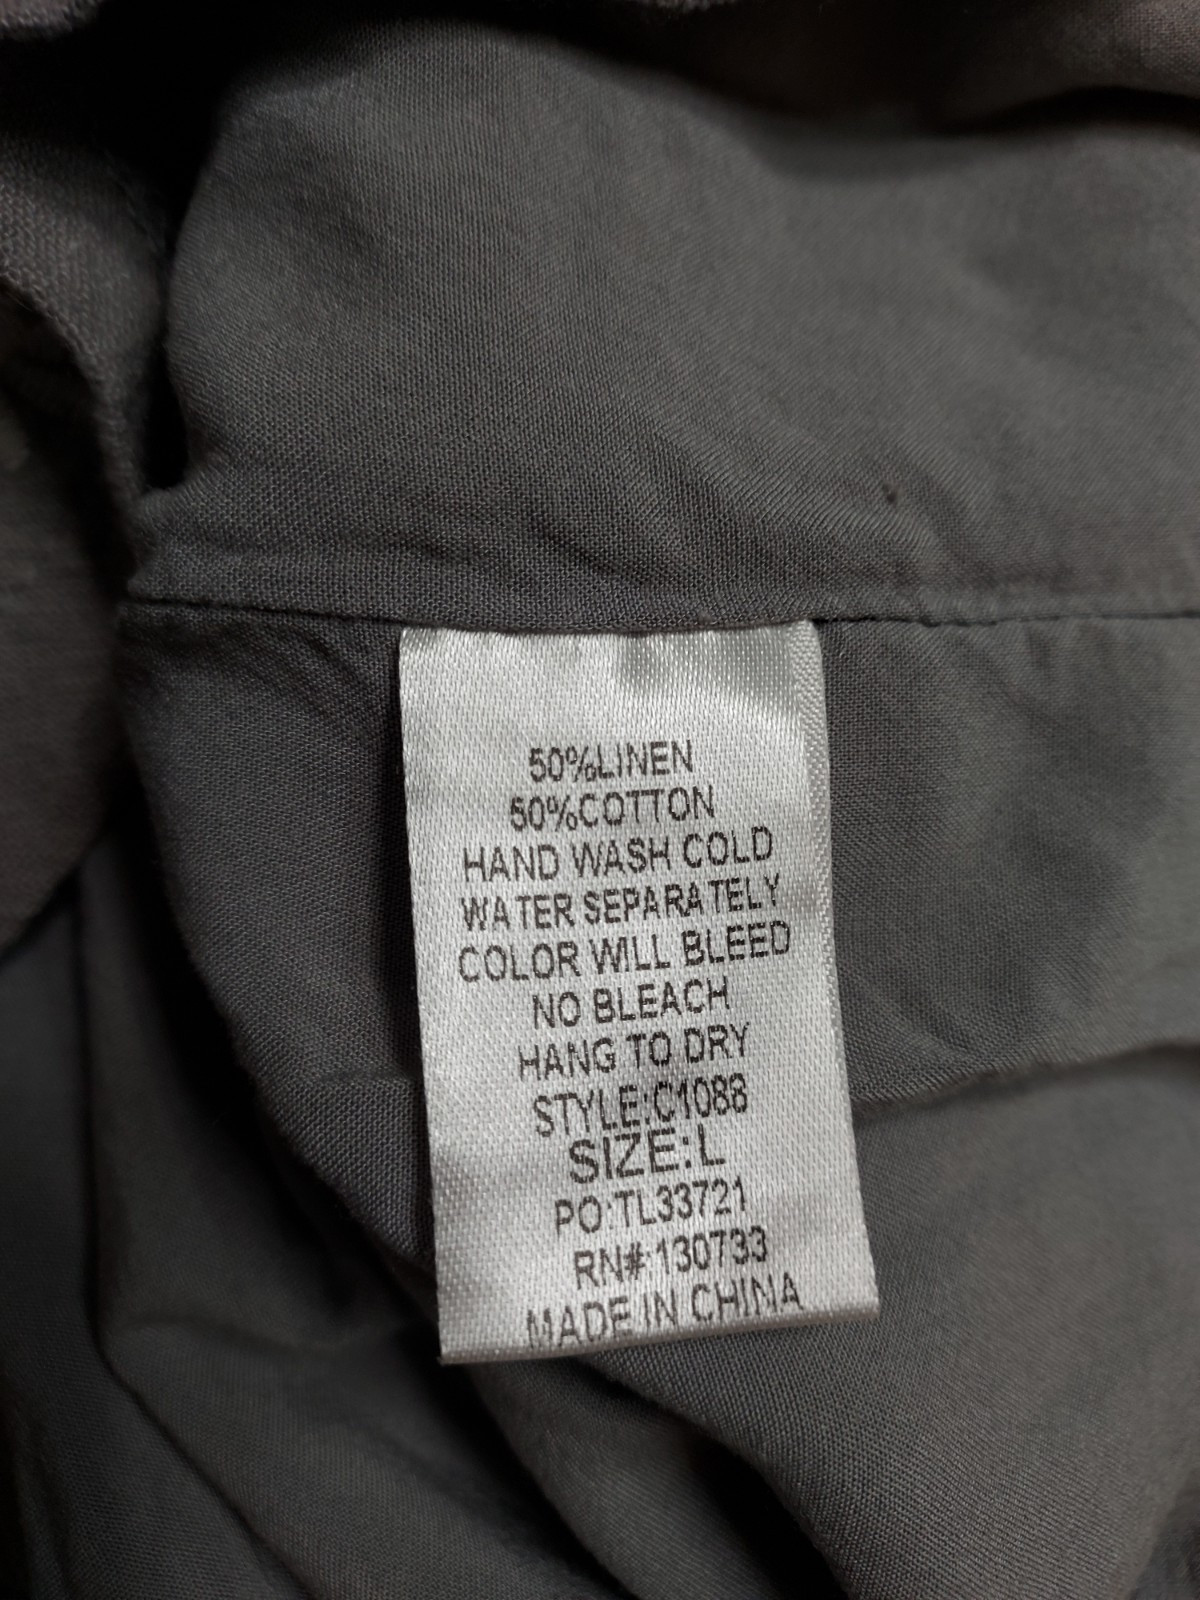 50%LINEN
50%COTTON
HAND WASH COLD
WATER SEPARATELY
COLOR WILL BLEED
NO BLEACH
HANG TO DRY
STYLE:C1088
SIZE:L
PO:TL33721
RN#:130733
MADE IN CHINA